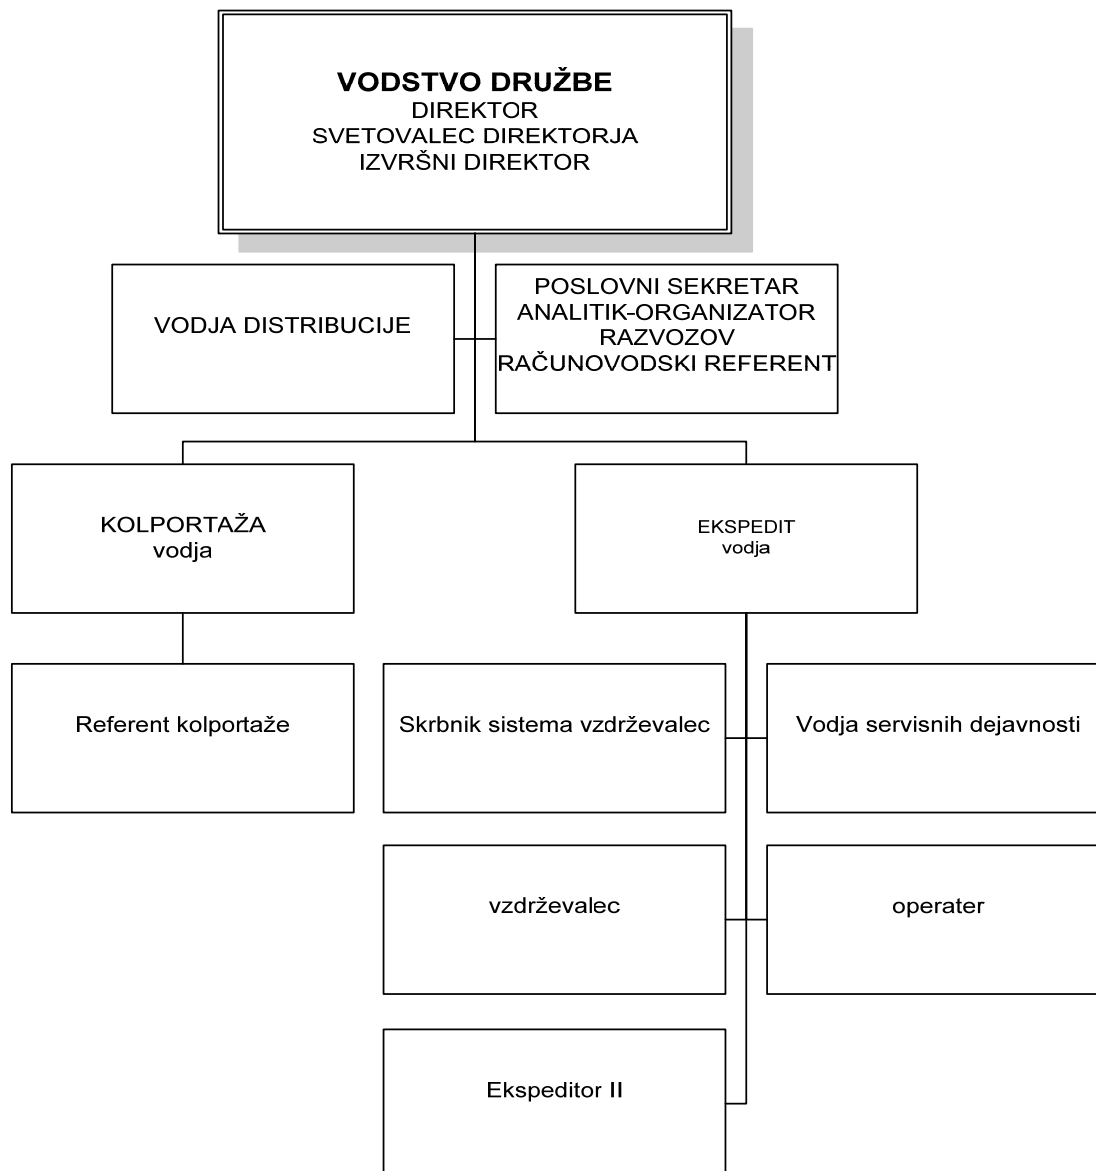 VODSTVO DRUŽBE
DIREKTOR
SVETOVALEC DIREKTORJA
IZVRŠNI DIREKTOR
VODJA DISTRIBUCIJE
POSLOVNI SEKRETAR
ANALITIK-ORGANIZATOR
RAZVOZOV
RAČUNOVODSKI REFERENT
KOLPORTAŽA
vodja
EKSPEDIT
vodja
Referent kolportaže
Skrbnik sistema vzdrževalec
Vodja servisnih dejavnosti
vzdrževalec
operater
Ekspeditor II